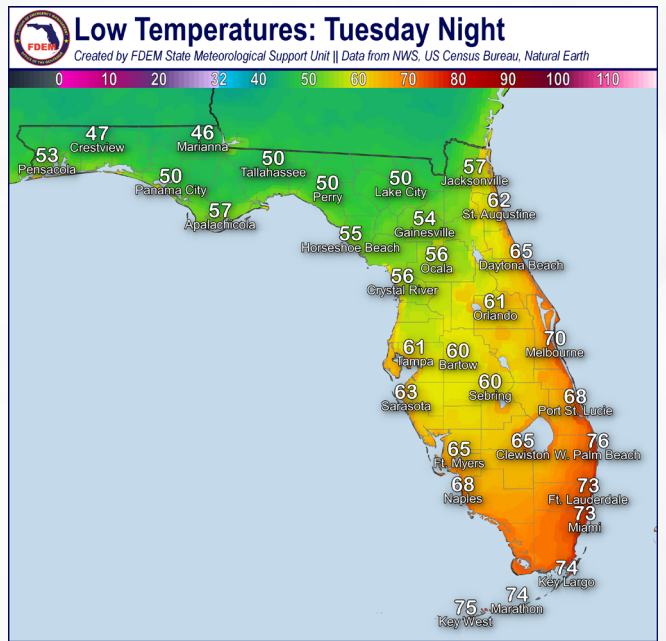 Low Temperatures: Tuesday Night
Created by FDEM State Meteorological Support Unit || Data from NWS, US Census Bureau, Natural Earth
FDEM
0 10 20 32 40 50 60 70 80 90 100 110
47
Crestview
46
Marianna
53
Pensacola
50
Panama City
50
Tallahassee
57
Apalachicola
50
Perry
50
Lake City
57
Jacksonville
62
St. Augustine
54
Gainesville
55
Horseshoe Beach
56
Ocala
65
Daytona Beach
56
Crystal River
61
Orlando
70
Melbourne
61
Tampa
60
Bartow
60
Sebring
63
Sarasota
68
Port St. Lucie
65
Ft. Myers
65
Clewiston
76
W. Palm Beach
68
Naples
73
Ft. Lauderdale
73
Miami
74
Key Largo
74
Marathon
75
Key West